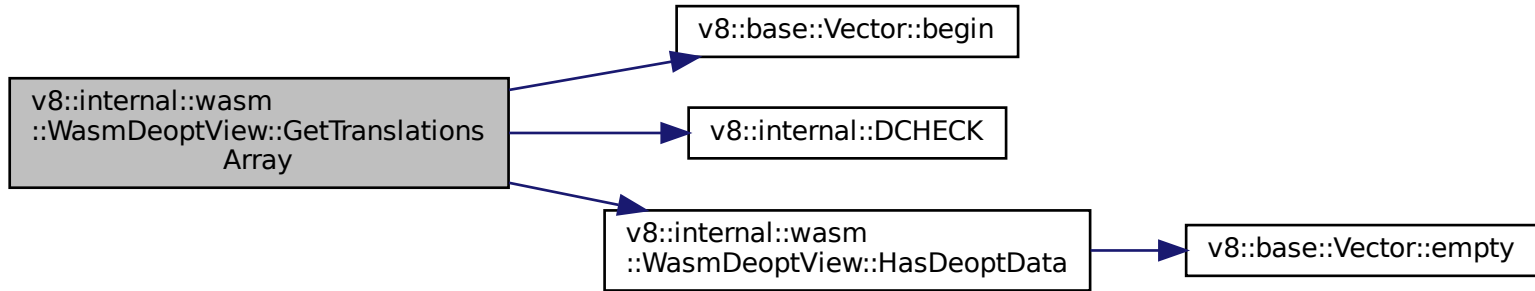 v8::internal::wasm
::WasmDeoptView::GetTranslations
Array
v8::base::Vector::begin
v8::internal::DCHECK
v8::internal::wasm
::WasmDeoptView::HasDeoptData
v8::base::Vector::empty